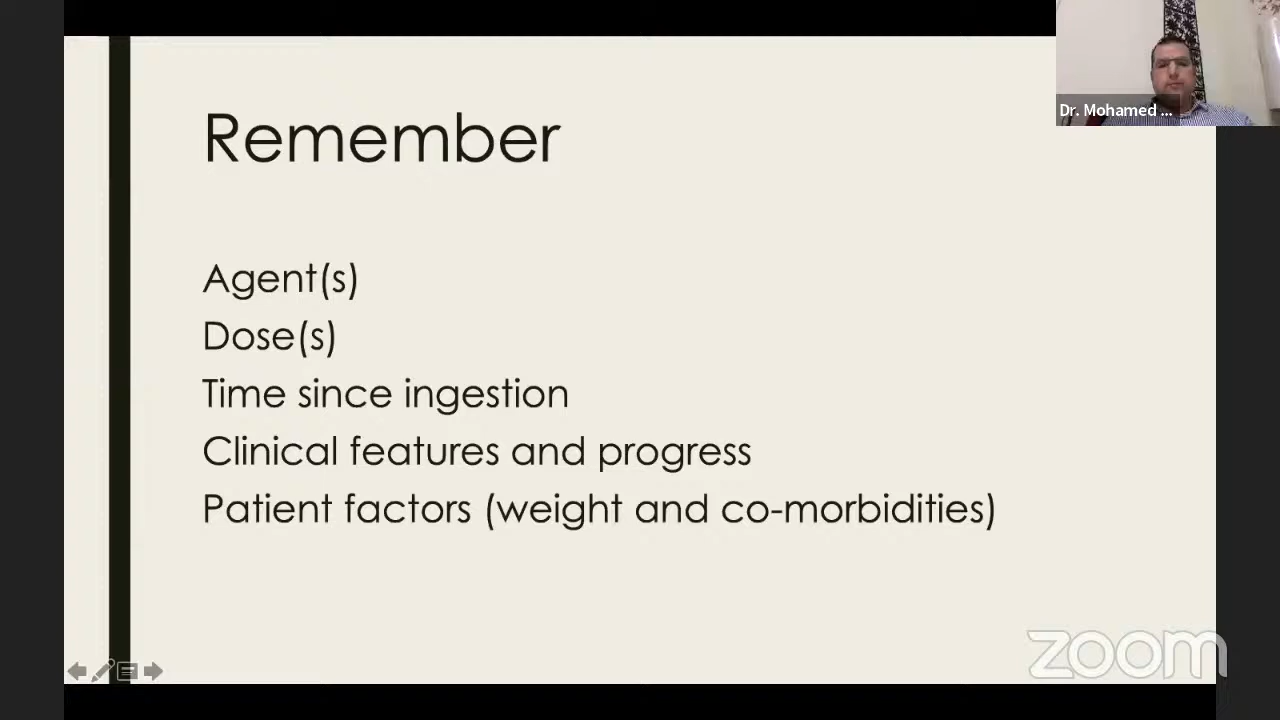 Remember
Agent(s)
Dose(s)
Time since ingestion
Clinical features and progress
Patient factors (weight and co-morbidities)
Dr. Mohamed ...
zoom